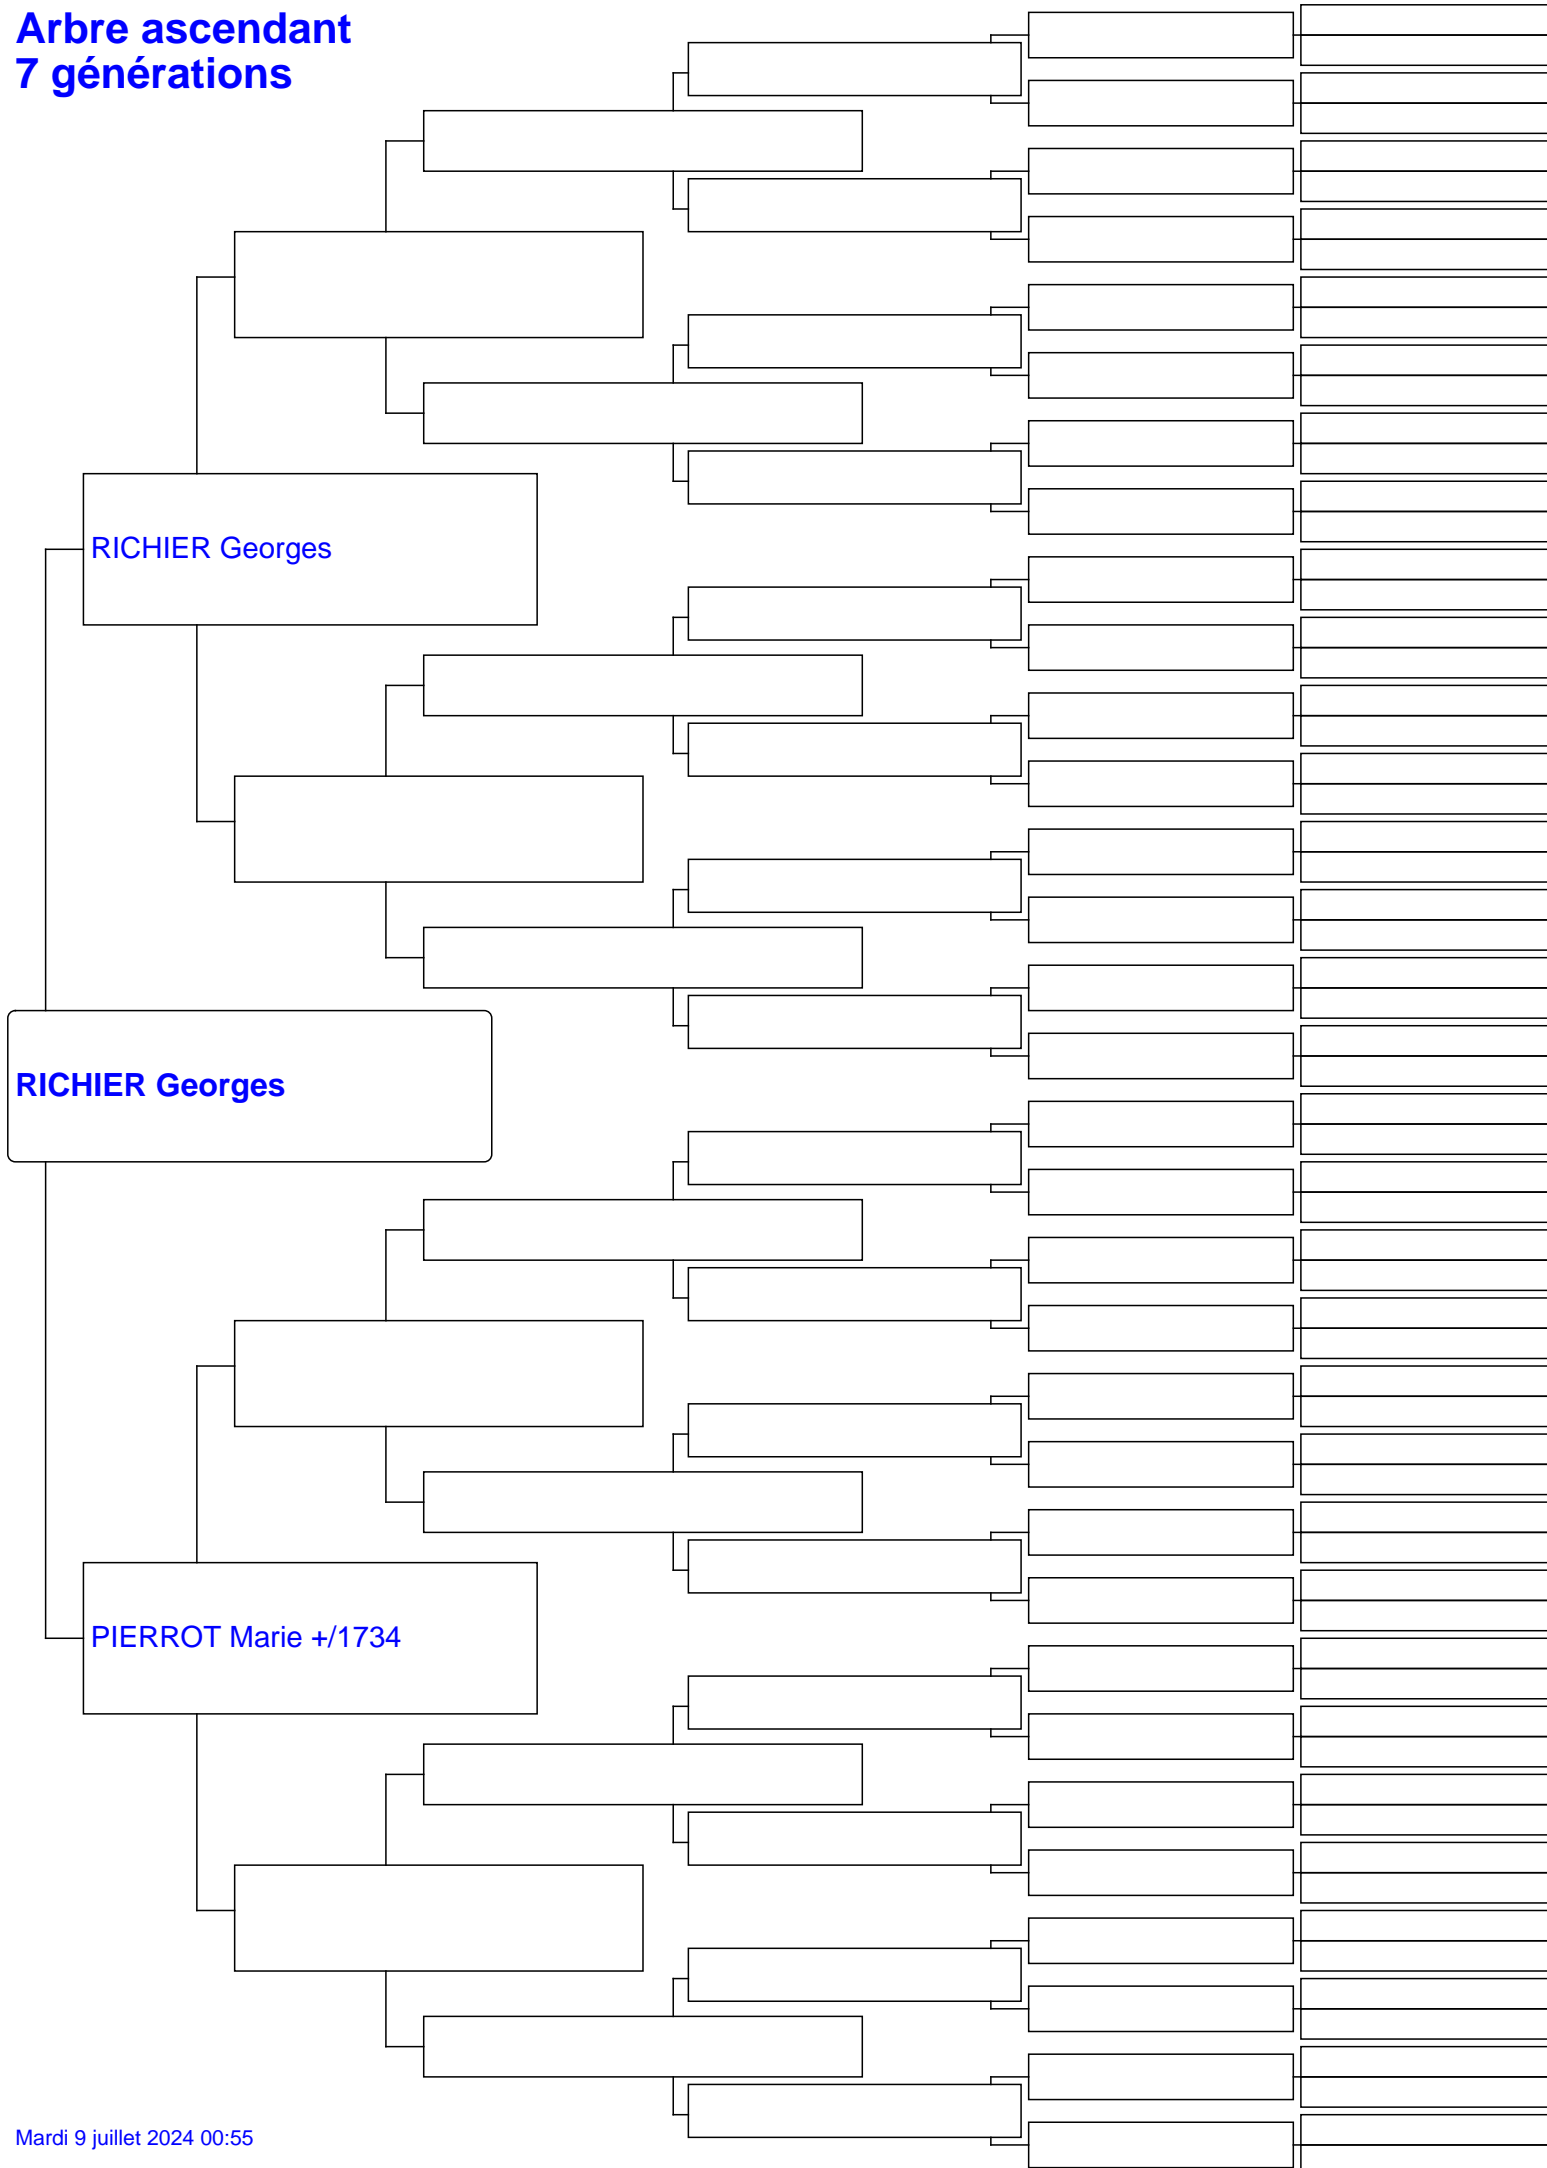 Arbre ascendant
7 générations
RICHIER Georges
RICHIER Georges
PIERROT Marie +/1734
Mardi 9 juillet 2024 00:55